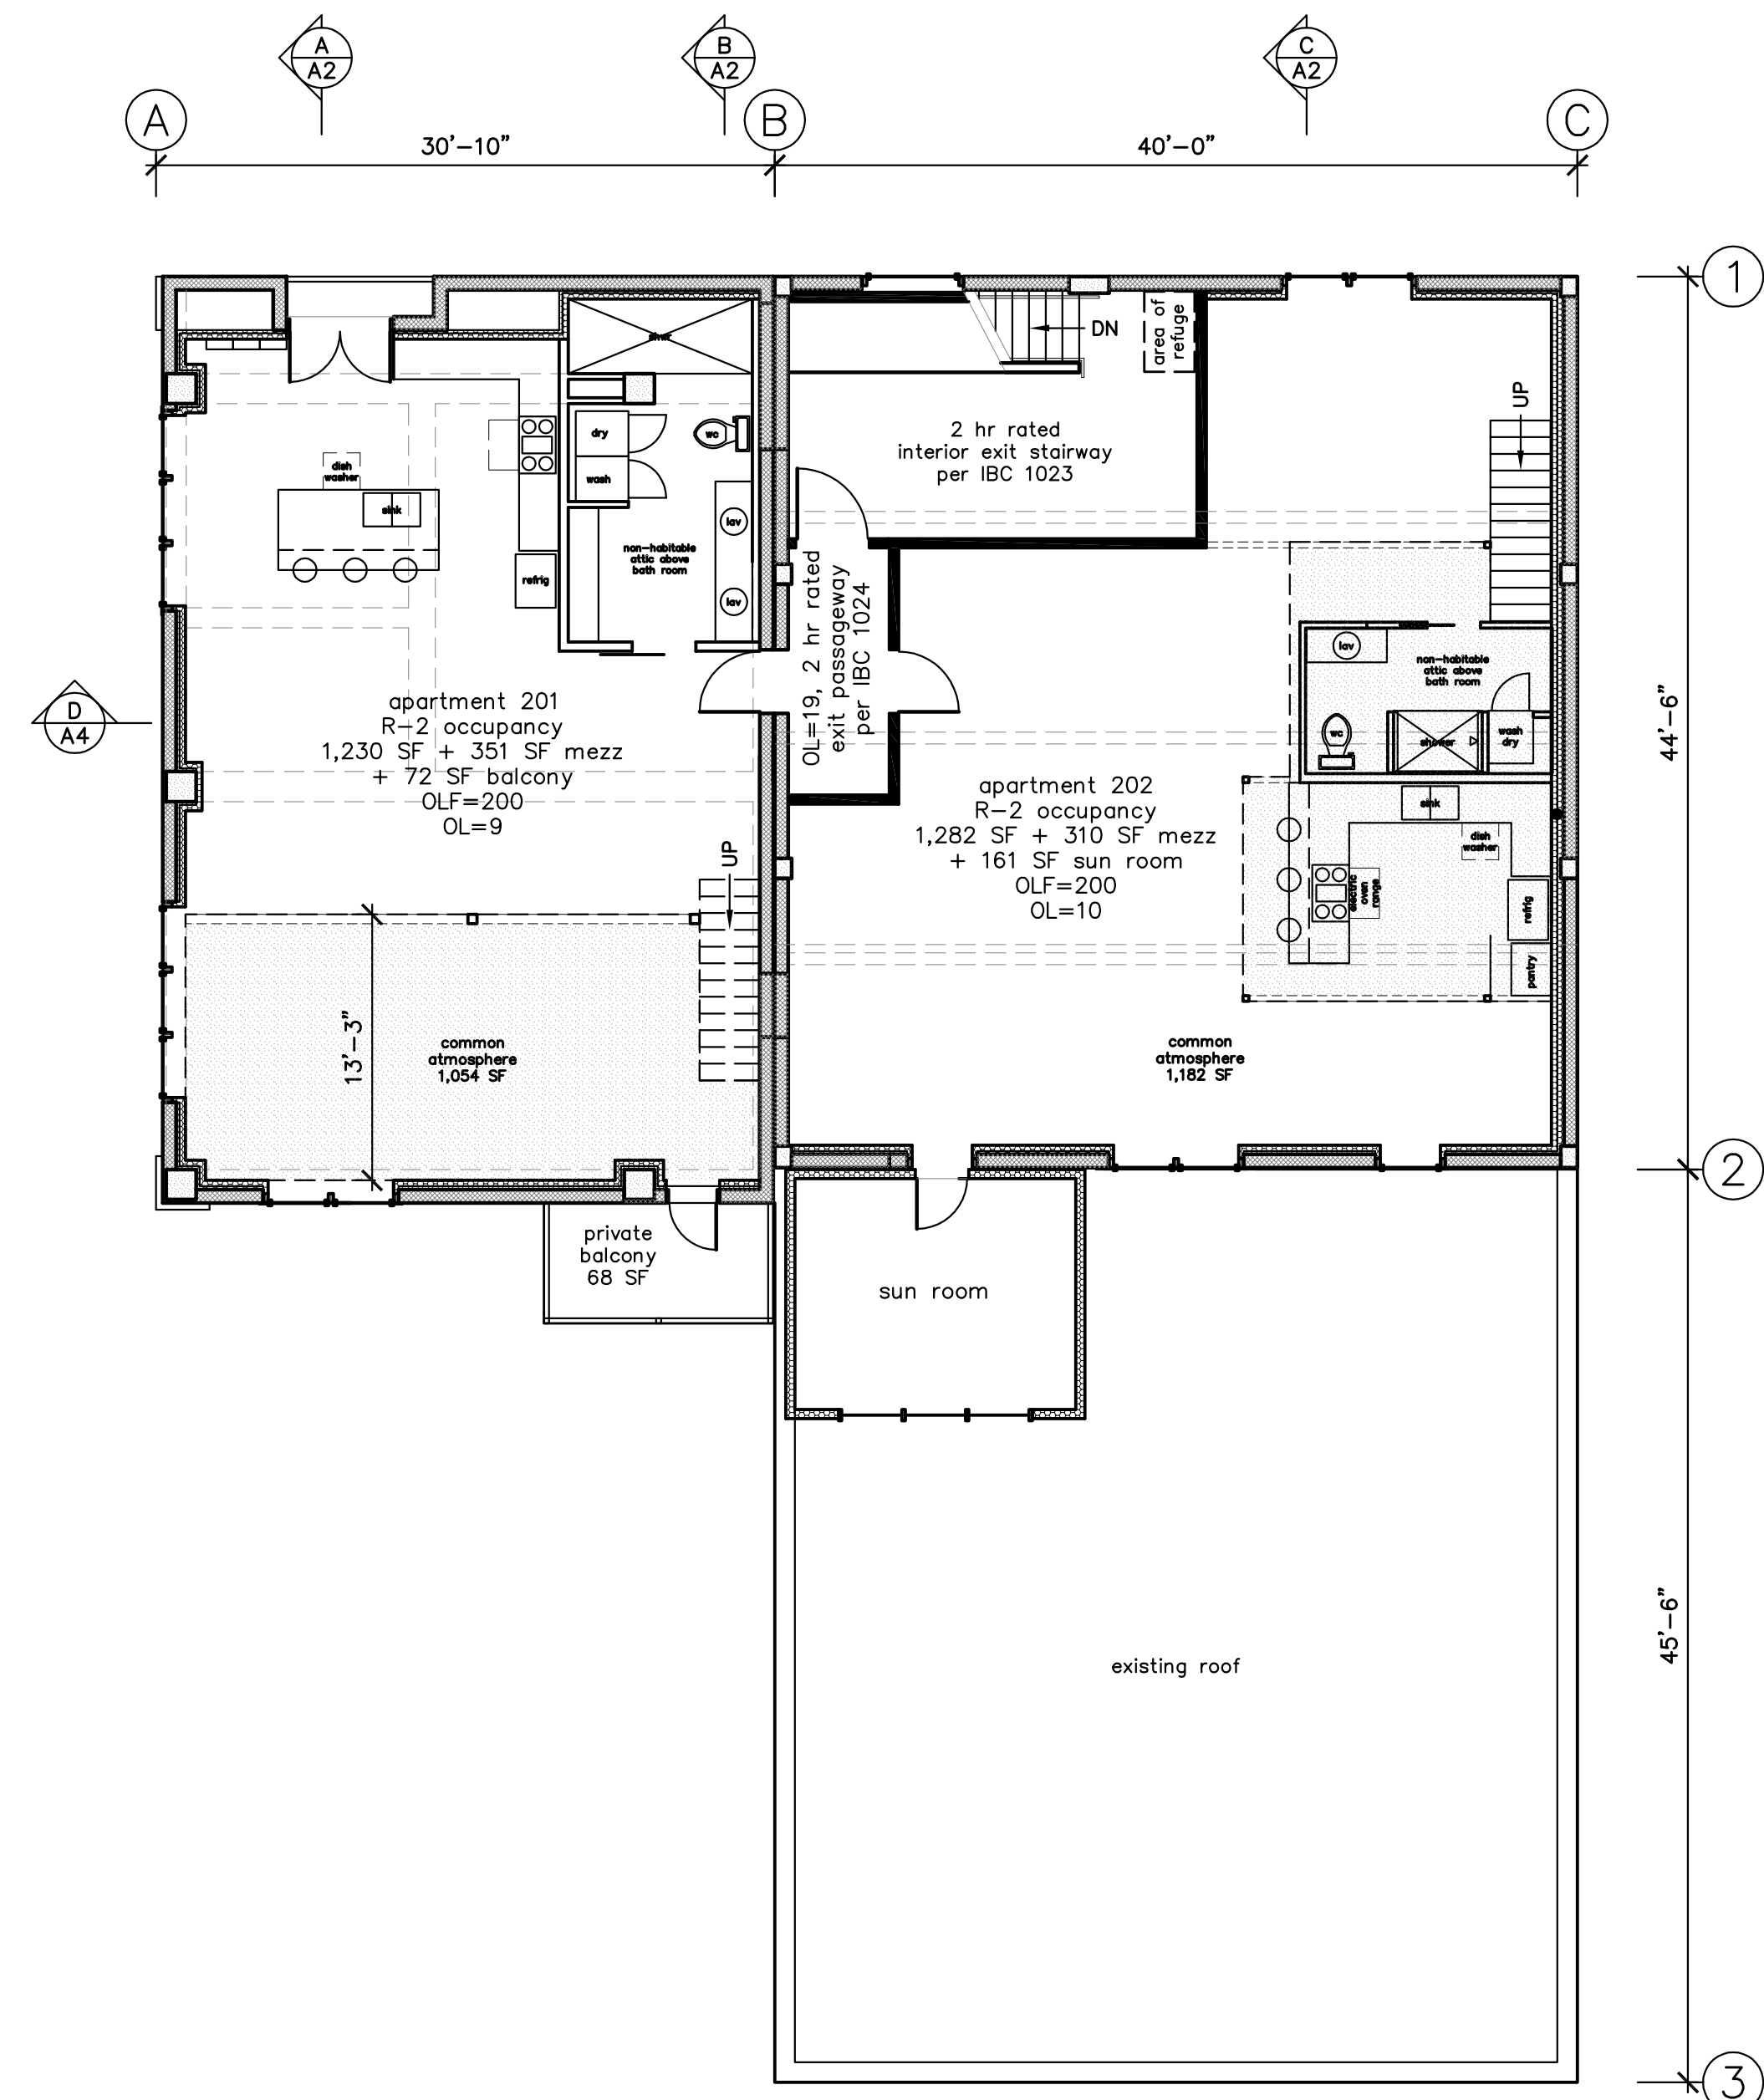 A
A2
B
A2
C
A2
A
B
C
30'-10"
40'-0"
1
DN
area of
refuge
UP
2 hr rated
interior exit stairway
per IBC 1023
dry
wc
wash
dish
washer
sink
lav
non-habitable
attic above
bath room
refrig
lav
OL=19, 2 hr rated
exit passageway
per IBC 1024
lav
non-habitable
attic above
bath room
wc
shower
wash
dry
D
A4
44'-6"
apartment 201
R-2 occupancy
1,230 SF + 351 SF mezz
+ 72 SF balcony
OLF=200
OL=9
apartment 202
R-2 occupancy
1,282 SF + 310 SF mezz
+ 161 SF sun room
OLF=200
OL=10
sink
dish
washer
electric
oven
range
refrig
pantry
UP
13'-3"
common
atmosphere
1,054 SF
common
atmosphere
1,182 SF
2
private
balcony
68 SF
sun room
45'-6"
existing roof
3